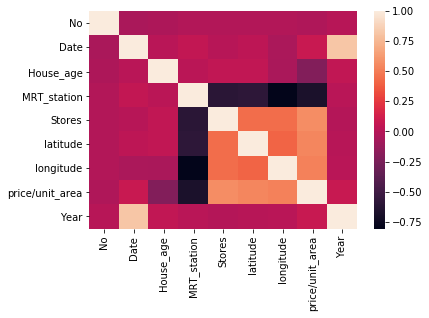 No
Date
House_age
MRT_station
Stores
latitude
longitude
price/unit_area
Year
No
Date
House_age
MRT_station
Stores
latitude
longitude
price/unit_area
Year
1.00
0.75
0.50
0.25
0.00
−0.25
−0.50
−0.75